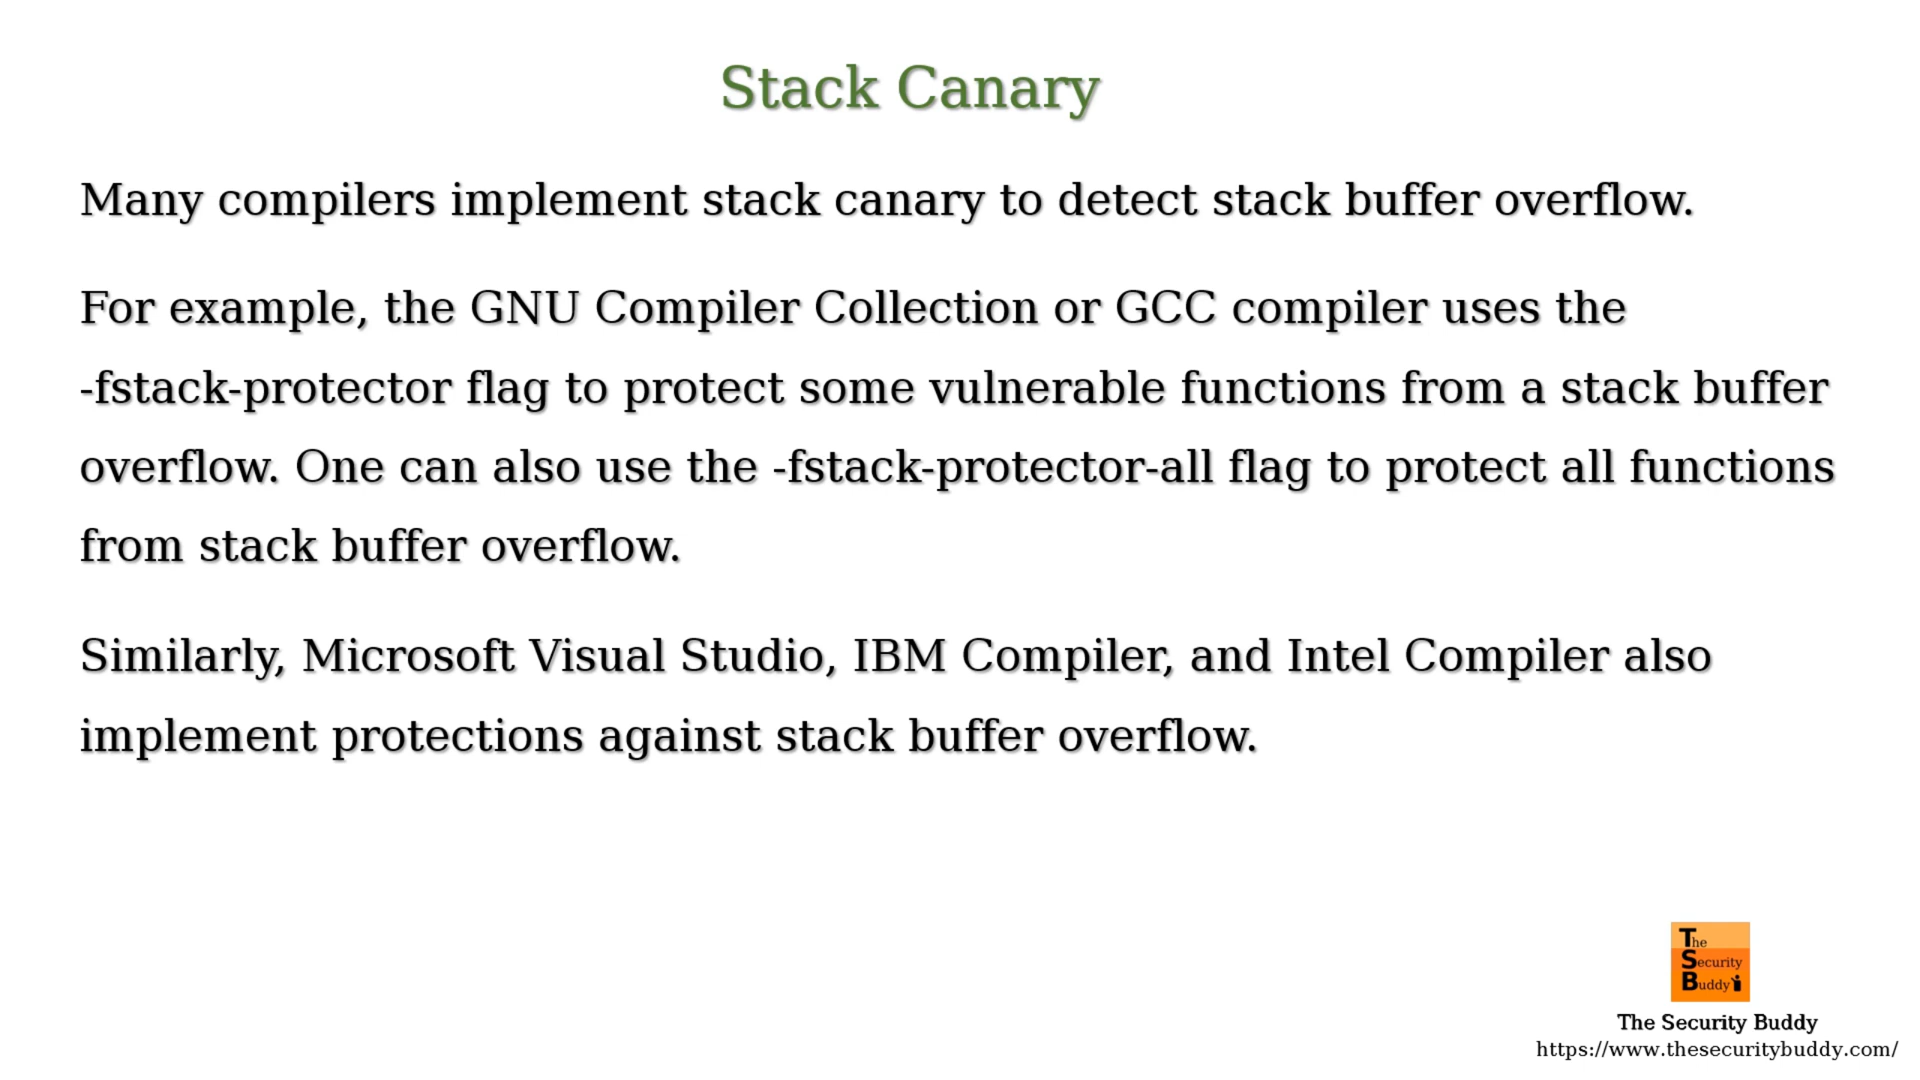 Stack Canary
Many compilers implement stack canary to detect stack buffer overflow.
For example, the GNU Compiler Collection or GCC compiler uses the
-fstack-protector flag to protect some vulnerable functions from a stack buffer
overflow. One can also use the -fstack-protector-all flag to protect all functions
from stack buffer overflow.
Similarly, Microsoft Visual Studio, IBM Compiler, and Intel Compiler also
implement protections against stack buffer overflow.
The
Security
Buddy
The Security Buddy
https://www.thesecuritybuddy.com/